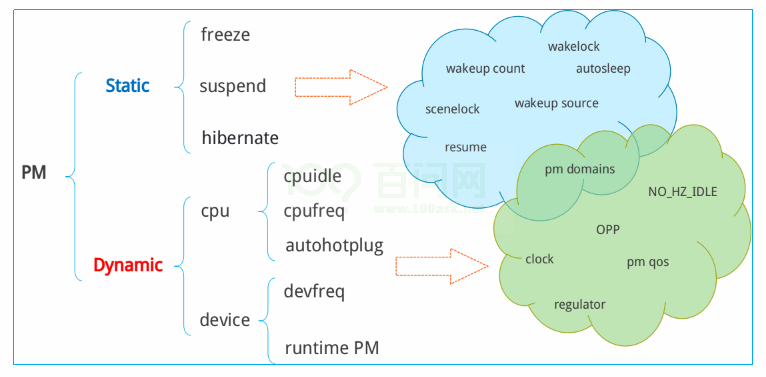 PM
Static
freeze
suspend
hibernate
Dynamic
cpu
cpuidle
cpufreq
autohotplug
device
devfreq
runtime PM
wakelock
wakeup count
autosleep
scenelock
wakeup source
resume
pm domains
NO_HZ_IDLE
OPP
clock
pm qos
regulator
百问网
www.100ask.net